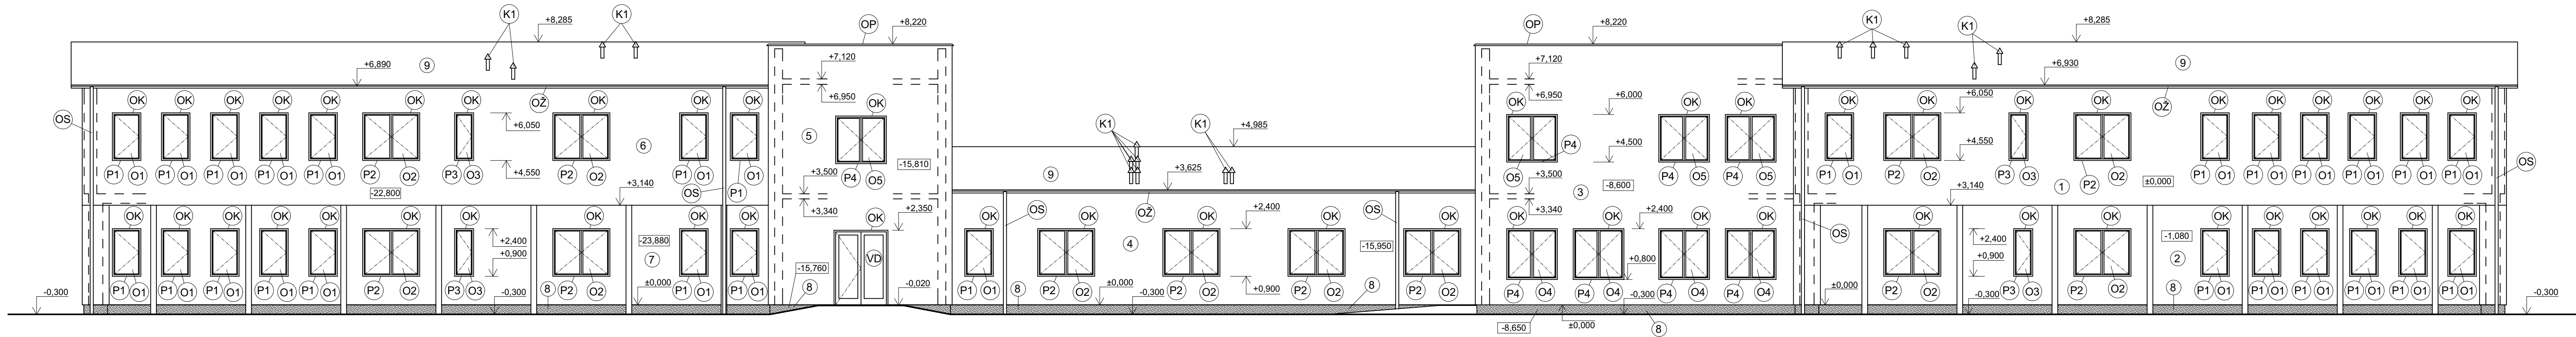 K1 K1 +8,285 OP +8,220 OP +8,220 K1 K1 +8,285
+6,890 9 +7,120 +7,120 +6,930 9
OK OK OK OK OK OK OK OŽ OK OK OK +6,950 OK K1 K1 +4,985 OK +6,950 +6,000 OK OK OK OK +6,050 OK OK OŽ OK OK OK OK OK OK
OS +6,050 6 5 -15,810 P4 +4,500 +4,550 OS
P1 O1 P1 O1 P1 O1 P1 O1 P1 O1 P2 O2 P3 O3 +4,550 P2 O2 P1 O1 P1 O1 P4 O5 9 +3,625 O5 P4 O5 P4 O5 P1 O1 P2 O2 P3 O3 1 P2 O2 ±0,000 P1 O1 P1 O1 P1 O1 P1 O1 P1 O1 P1 O1
-22,800 +3,140 OS +3,500 +3,500 3 -8,600 +3,140
OK OK OK OK OK OK OK OK OK OK +3,340 OK +2,350 OK OS OK OŽ OK +2,400 OK OS OK OK +3,340 OK +2,400 OK OK OS OK OK OK OK OK OK OK OK OK
+2,400 -23,880 VD 4 -15,950 +2,400 -1,080
+0,900 7 -15,760 8 +0,800 +0,900 2
P1 O1 P1 O1 P1 O1 P1 O1 P1 O1 P2 O2 P3 O3 8 P2 O2 ±0,000 P1 O1 P1 O1 -0,020 P1 O1 8 P2 O2 ±0,000 P2 O2 +0,900 P2 O2 8 P2 O2 P4 O4 P4 O4 P4 O4 P4 O4 ±0,000 P2 O2 P3 O3 P2 O2 8 P1 O1 P1 O1 P1 O1 P1 O1 P1 O1 P1 O1
-0,300 -0,300 -0,300 -0,300 -0,300 -0,300
-8,650 ±0,000 8